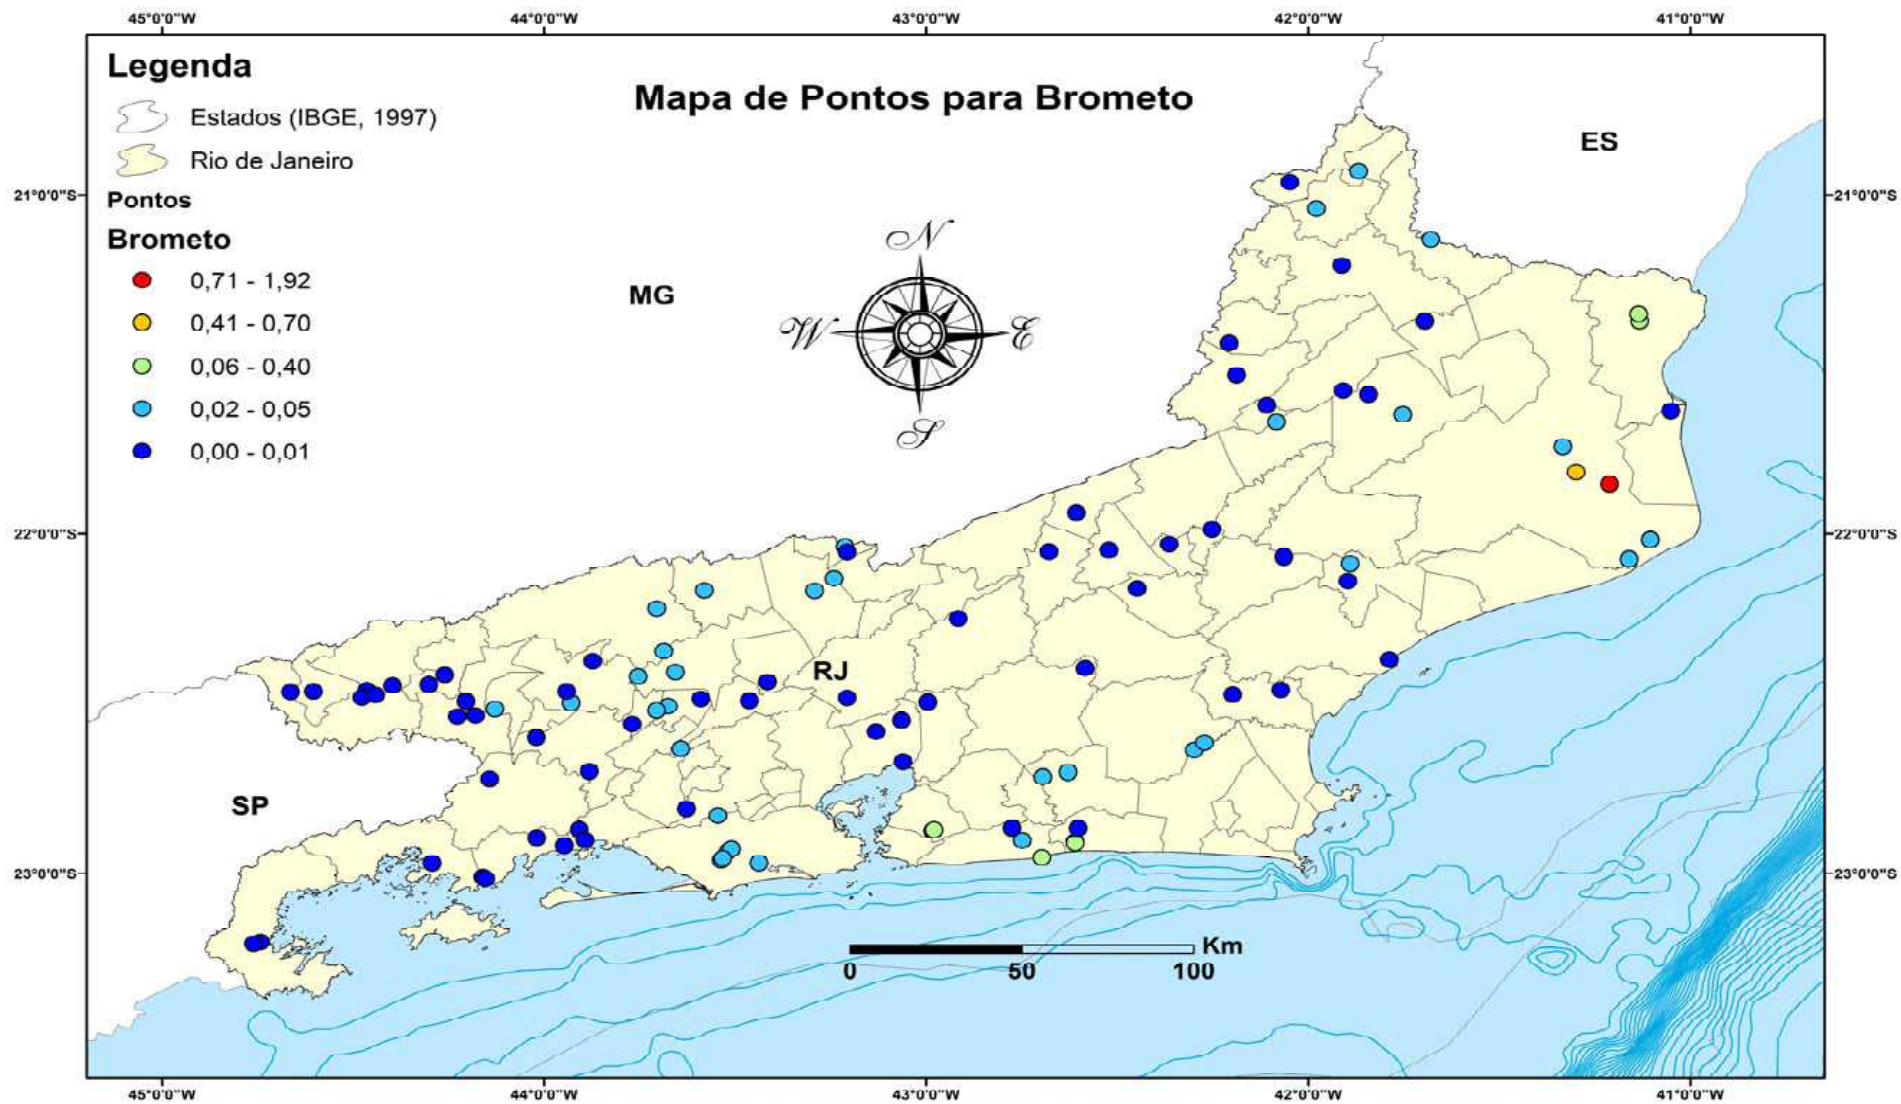 45°0'0"W 44°0'0"W 43°0'0"W 42°0'0"W 41°0'0"W
Legenda
Estados (IBGE, 1997)
Rio de Janeiro
Pontos
Brometo
0,71 - 1,92
0,41 - 0,70
0,06 - 0,40
0,02 - 0,05
0,00 - 0,01
Mapa de Pontos para Brometo
ES
MG
N
W E
S
RJ
SP
21°0'0"S 21°0'0"S
22°0'0"S 22°0'0"S
23°0'0"S 23°0'0"S
Km
0 50 100
45°0'0"W 44°0'0"W 43°0'0"W 42°0'0"W 41°0'0"W